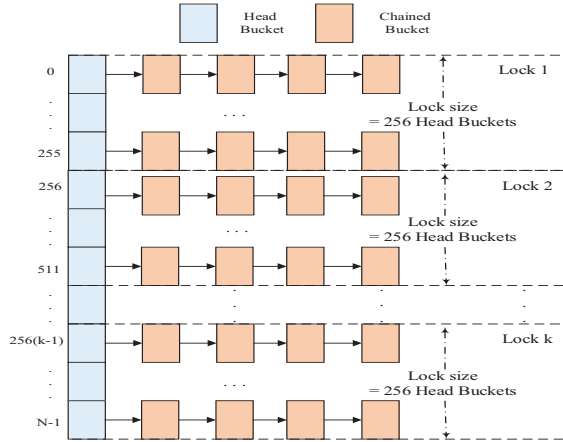 Head
Bucket
Chained
Bucket
0
Lock 1
Lock size
= 256 Head Buckets
. . .
255
256
Lock 2
Lock size
= 256 Head Buckets
...
511
256(k-1)
Lock k
Lock size
= 256 Head Buckets
...
N-1